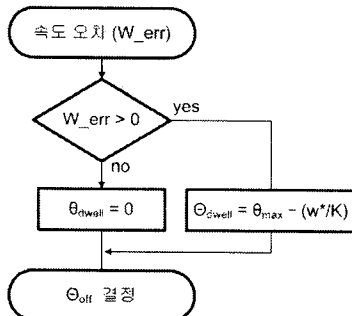 속도 오차 (W_err)
W_err > 0
yes
no
θdwell = 0
Θdwell = θmax − (w*/K)
Θoff 결정